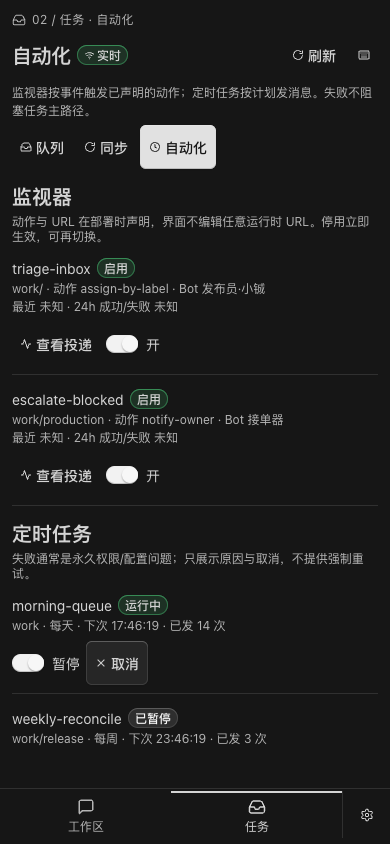 02 / 任务 · 自动化
自动化 实时 刷新
监视器按事件触发已声明的动作；定时任务按计划发消息。失败不阻
塞任务主路径。
队列 同步 自动化
监视器
动作与 URL 在部署时声明，界面不编辑任意运行时 URL。停用立即
生效，可再切换。
triage-inbox 启用
work/ · 动作 assign-by-label · Bot 发布员·小钺
最近 未知 · 24h 成功/失败 未知
查看投递 开
escalate-blocked 启用
work/production · 动作 notify-owner · Bot 接单器
最近 未知 · 24h 成功/失败 未知
查看投递 开
定时任务
失败通常是永久权限/配置问题；只展示原因与取消，不提供强制重
试。
morning-queue 运行中
work · 每天 · 下次 17:46:19 · 已发 14 次
暂停 取消
weekly-reconcile 已暂停
work/release · 每周 · 下次 23:46:19 · 已发 3 次
工作区 任务